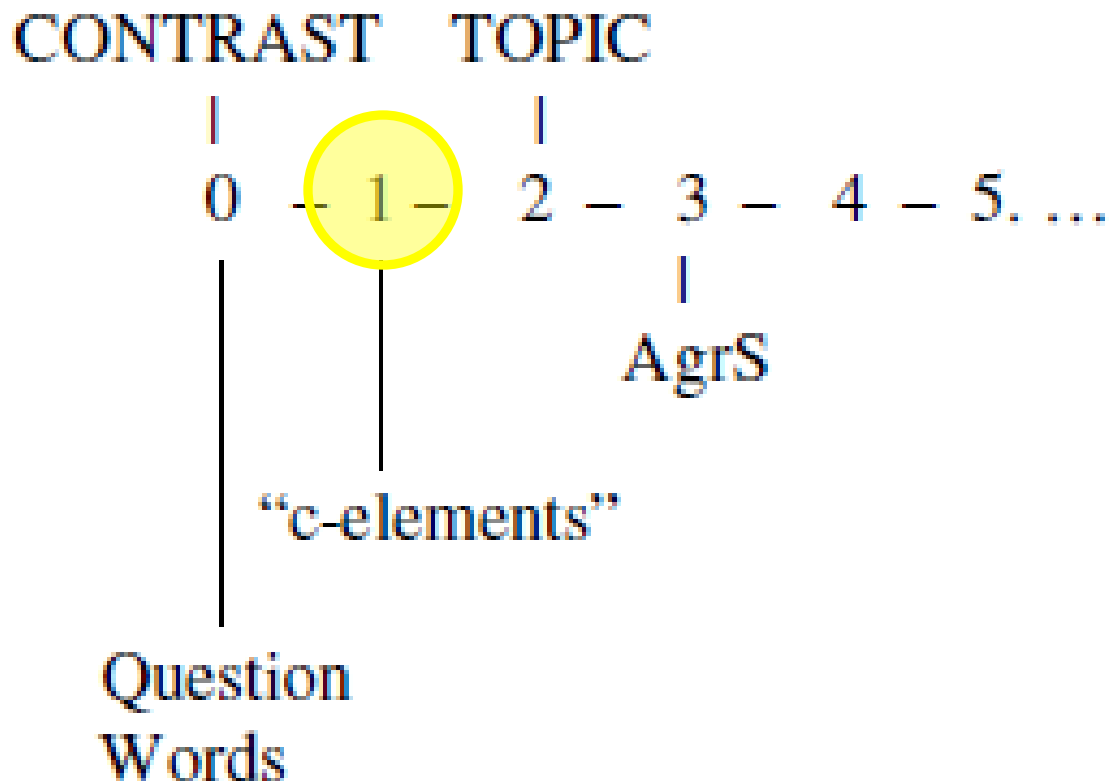 CONTRAST TOPIC
0 – 1 – 2 – 3 – 4 – 5. ...
AgrS
“c-elements”
Question
Words